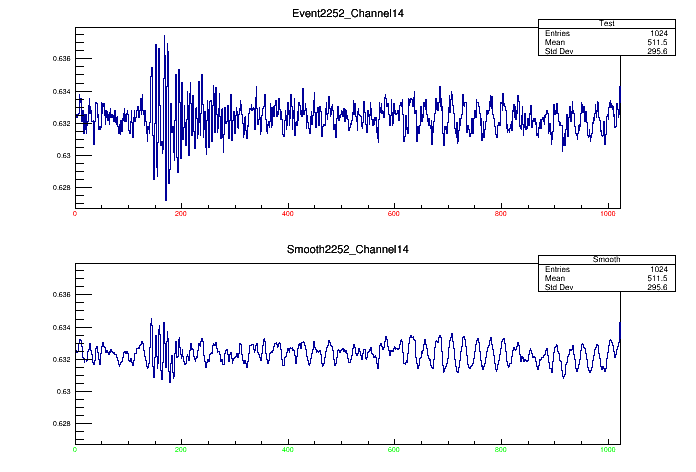 Event2252_Channel14
Test
Entries 1024
Mean 511.5
Std Dev 295.6
0.636
0.634
0.632
0.63
0.628
0 200 400 600 800 1000
Smooth2252_Channel14
Smooth
Entries 1024
Mean 511.5
Std Dev 295.6
0.636
0.634
0.632
0.63
0.628
0 200 400 600 800 1000